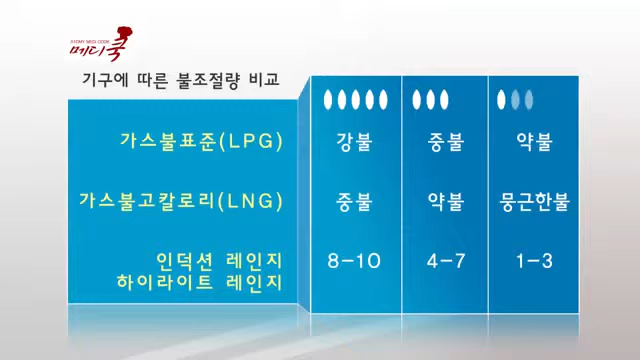 ATOMY MEDI COOK
메디쿡
기구에 따른 불조절량 비교
가스불표준(LPG) 강불 중불 약불
가스불고칼로리(LNG) 중불 약불 뭉근한불
인덕션 레인지
하이라이트 레인지 8-10 4-7 1-3